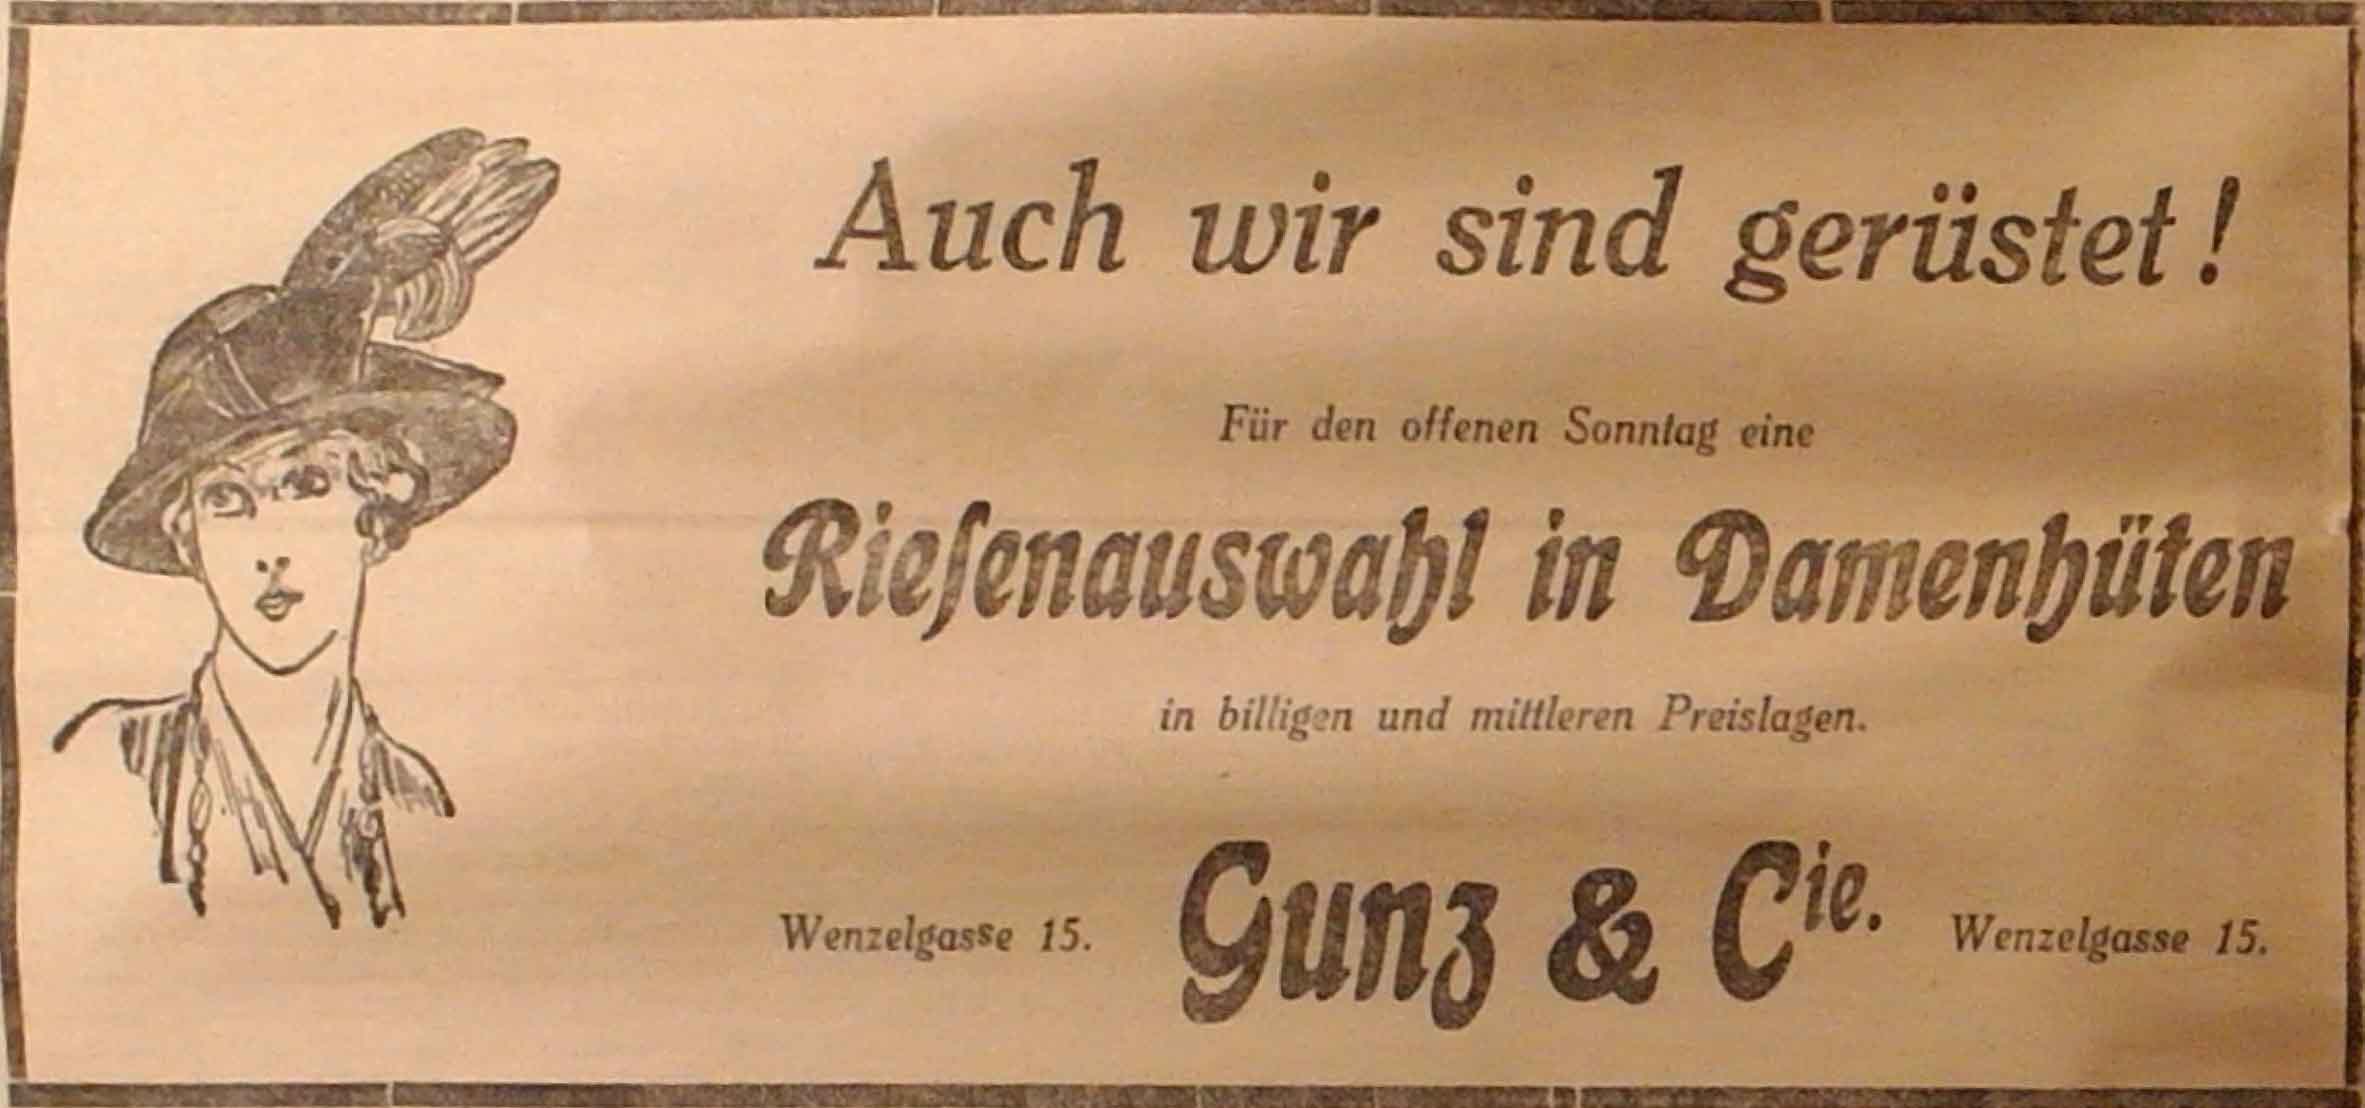 Auch wir sind gerüstet!
Für den offenen Sonntag eine
Rieſenauswahl in Damenhüten
in billigen und mittleren Preislagen.
Wenzelgasse 15. Gunz & Cie. Wenzelgasse 15.